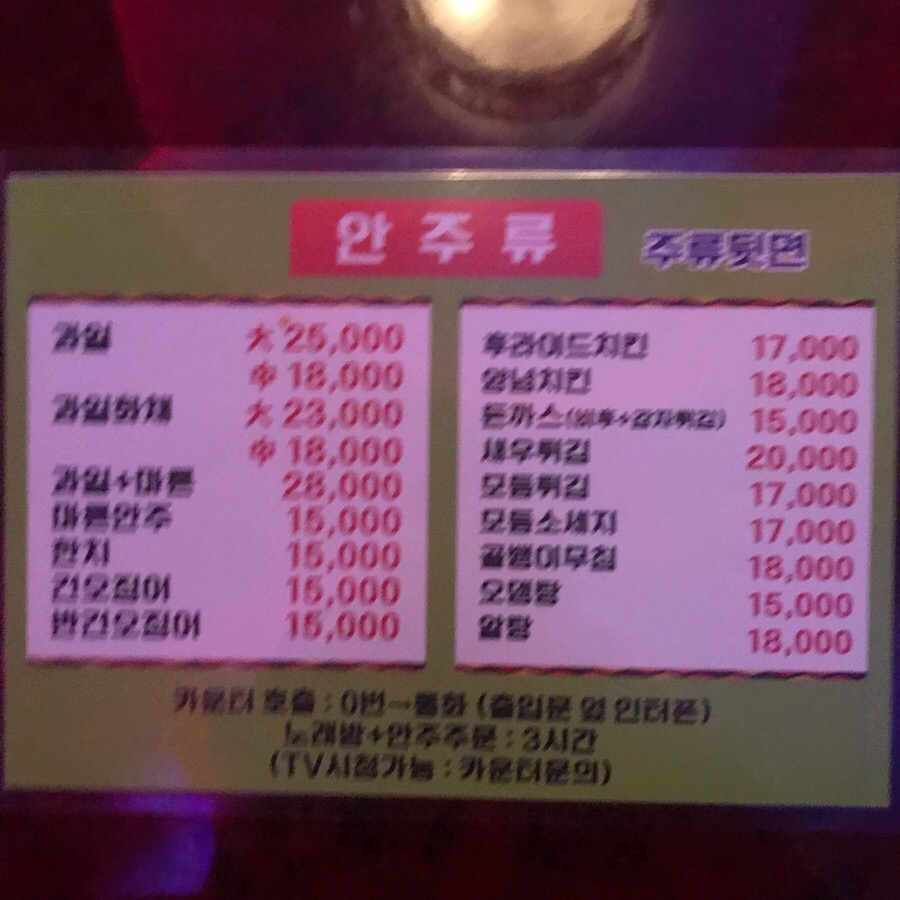 안주류
주류뒷면
과일 大 25,000
中 18,000
과일화채 大 23,000
中 18,000
과일+마른 28,000
마른안주 15,000
한치 15,000
건오징어 15,000
반건오징어 15,000
후라이드치킨 17,000
양념치킨 18,000
돈까스(비후+감자튀김) 15,000
새우튀김 20,000
모듬튀김 17,000
모듬소세지 17,000
골뱅이무침 18,000
오뎅탕 15,000
알탕 18,000
카운터 호출 : 0번→통화 (출입문 옆 인터폰)
노래방+안주주문 : 3시간
(TV시청가능 : 카운터문의)